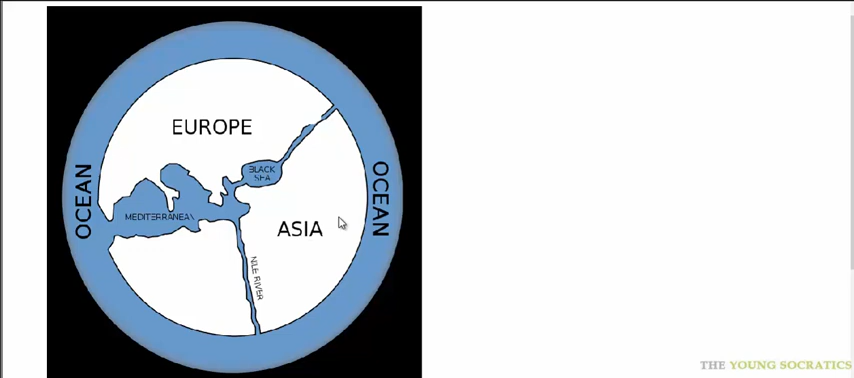 EUROPE
BLACK
SEA
OCEAN
OCEAN
MEDITERRANEAN
ASIA
NILE RIVER
THE YOUNG SOCRATICS